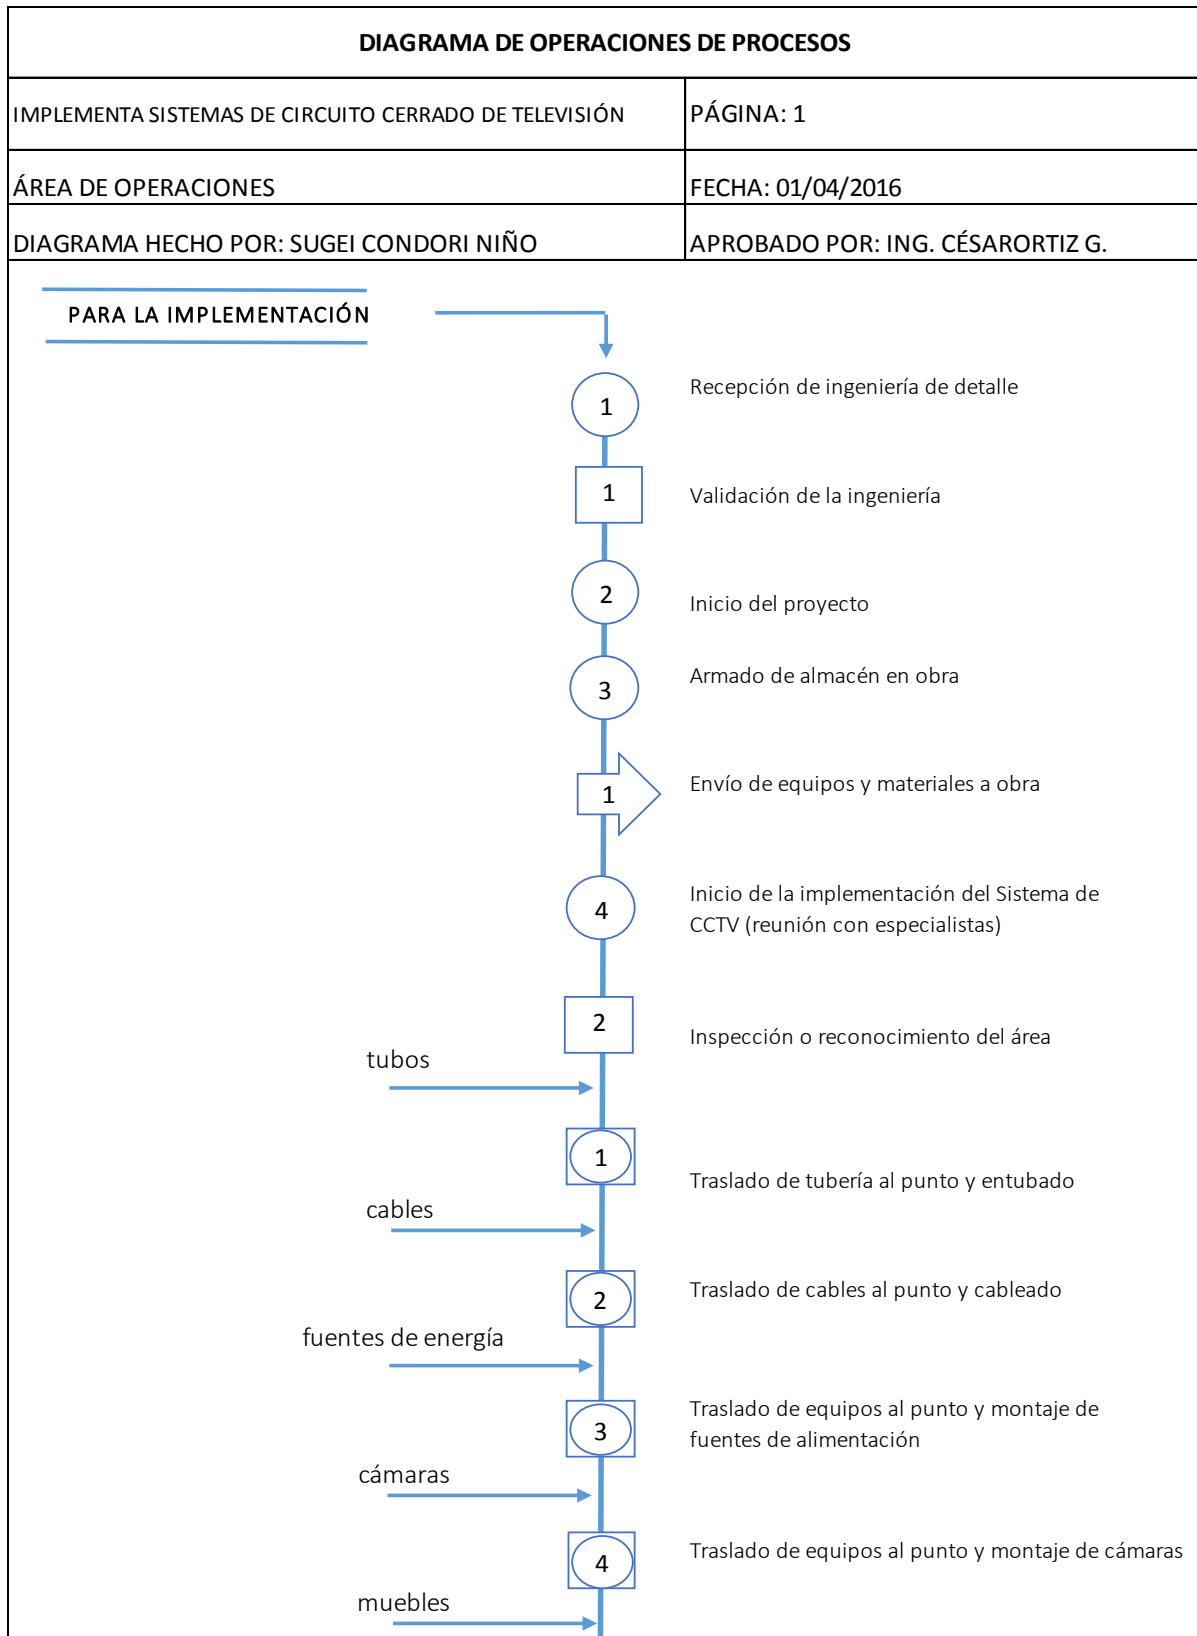 DIAGRAMA DE OPERACIONES DE PROCESOS
IMPLEMENTA SISTEMAS DE CIRCUITO CERRADO DE TELEVISIÓN
PÁGINA: 1
ÁREA DE OPERACIONES
FECHA: 01/04/2016
DIAGRAMA HECHO POR: SUGEI CONDORI NIÑO
APROBADO POR: ING. CÉSARORTIZ G.
PARA LA IMPLEMENTACIÓN
1
Recepción de ingeniería de detalle
1
Validación de la ingeniería
2
Inicio del proyecto
3
Armado de almacén en obra
1
Envío de equipos y materiales a obra
4
Inicio de la implementación del Sistema de
CCTV (reunión con especialistas)
2
Inspección o reconocimiento del área
tubos
1
Traslado de tubería al punto y entubado
cables
2
Traslado de cables al punto y cableado
fuentes de energía
3
Traslado de equipos al punto y montaje de
fuentes de alimentación
cámaras
4
Traslado de equipos al punto y montaje de cámaras
muebles